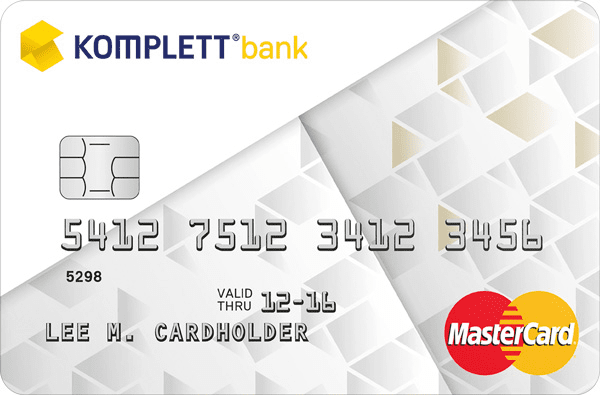 KOMPLETT® bank
5412 7512 3412 3456
5298
VALID THRU 12-16
LEE M. CARDHOLDER
MasterCard